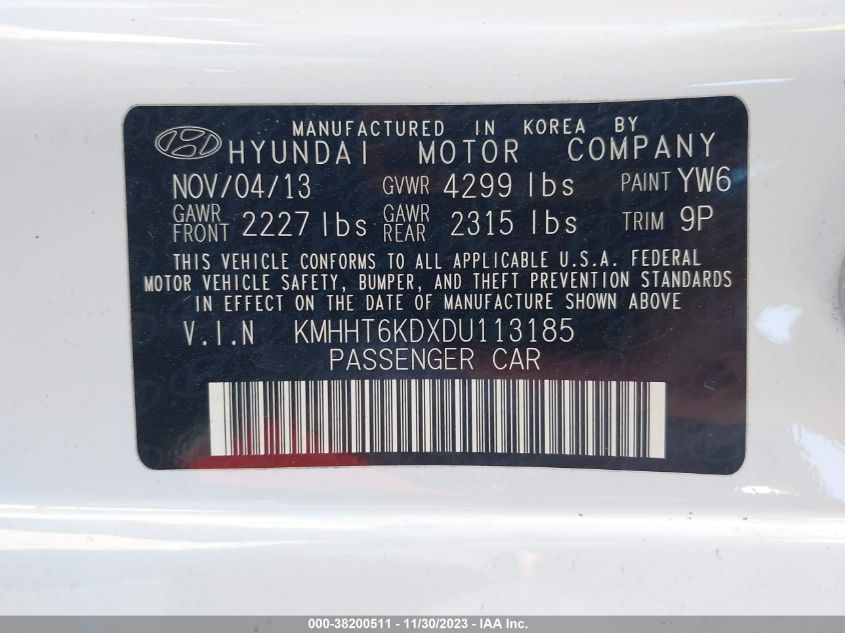 MANUFACTURED IN KOREA BY
HYUNDAI MOTOR COMPANY
NOV/04/13 GVWR 4299 lbs PAINT YW6
GAWR FRONT 2227 lbs GAWR REAR 2315 lbs TRIM 9P
THIS VEHICLE CONFORMS TO ALL APPLICABLE U.S.A. FEDERAL
MOTOR VEHICLE SAFETY, BUMPER, AND THEFT PREVENTION STANDARDS
IN EFFECT ON THE DATE OF MANUFACTURE SHOWN ABOVE
V.I.N KMHHT6KDXDU113185
PASSENGER CAR
000-38200511 - 11/30/2023 - Copyright © 2023 IAA, Inc.